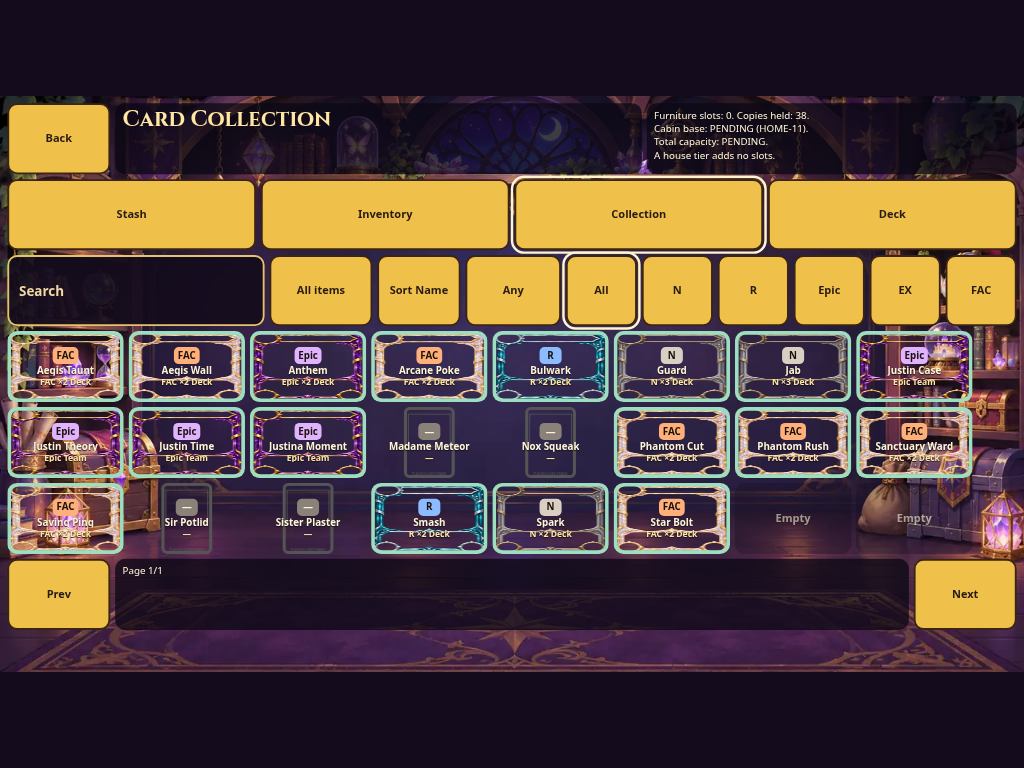 Back
Card Collection
Furniture slots: 0. Copies held: 38.
Cabin base: PENDING (HOME-11).
Total capacity: PENDING.
A house tier adds no slots.
Stash
Inventory
Collection
Deck
Search
All items
Sort Name
Any
All
N
R
Epic
EX
FAC
FAC
Aegis Taunt
FAC ×2 Deck
FAC
Aegis Wall
FAC ×2 Deck
Epic
Anthem
Epic ×2 Deck
FAC
Arcane Poke
FAC ×2 Deck
R
Bulwark
R ×2 Deck
N
Guard
N ×3 Deck
N
Jab
N ×3 Deck
Epic
Justin Case
Epic Team
Epic
Justin Theory
Epic Team
Epic
Justin Time
Epic Team
Epic
Justina Moment
Epic Team
—
Madame Meteor
—
—
Nox Squeak
—
FAC
Phantom Cut
FAC ×2 Deck
FAC
Phantom Rush
FAC ×2 Deck
FAC
Sanctuary Ward
FAC ×2 Deck
FAC
Saving Ping
FAC ×2 Deck
—
Sir Potlid
—
—
Sister Plaster
—
R
Smash
R ×2 Deck
N
Spark
N ×2 Deck
FAC
Star Bolt
FAC ×2 Deck
Empty
Empty
Prev
Page 1/1
Next